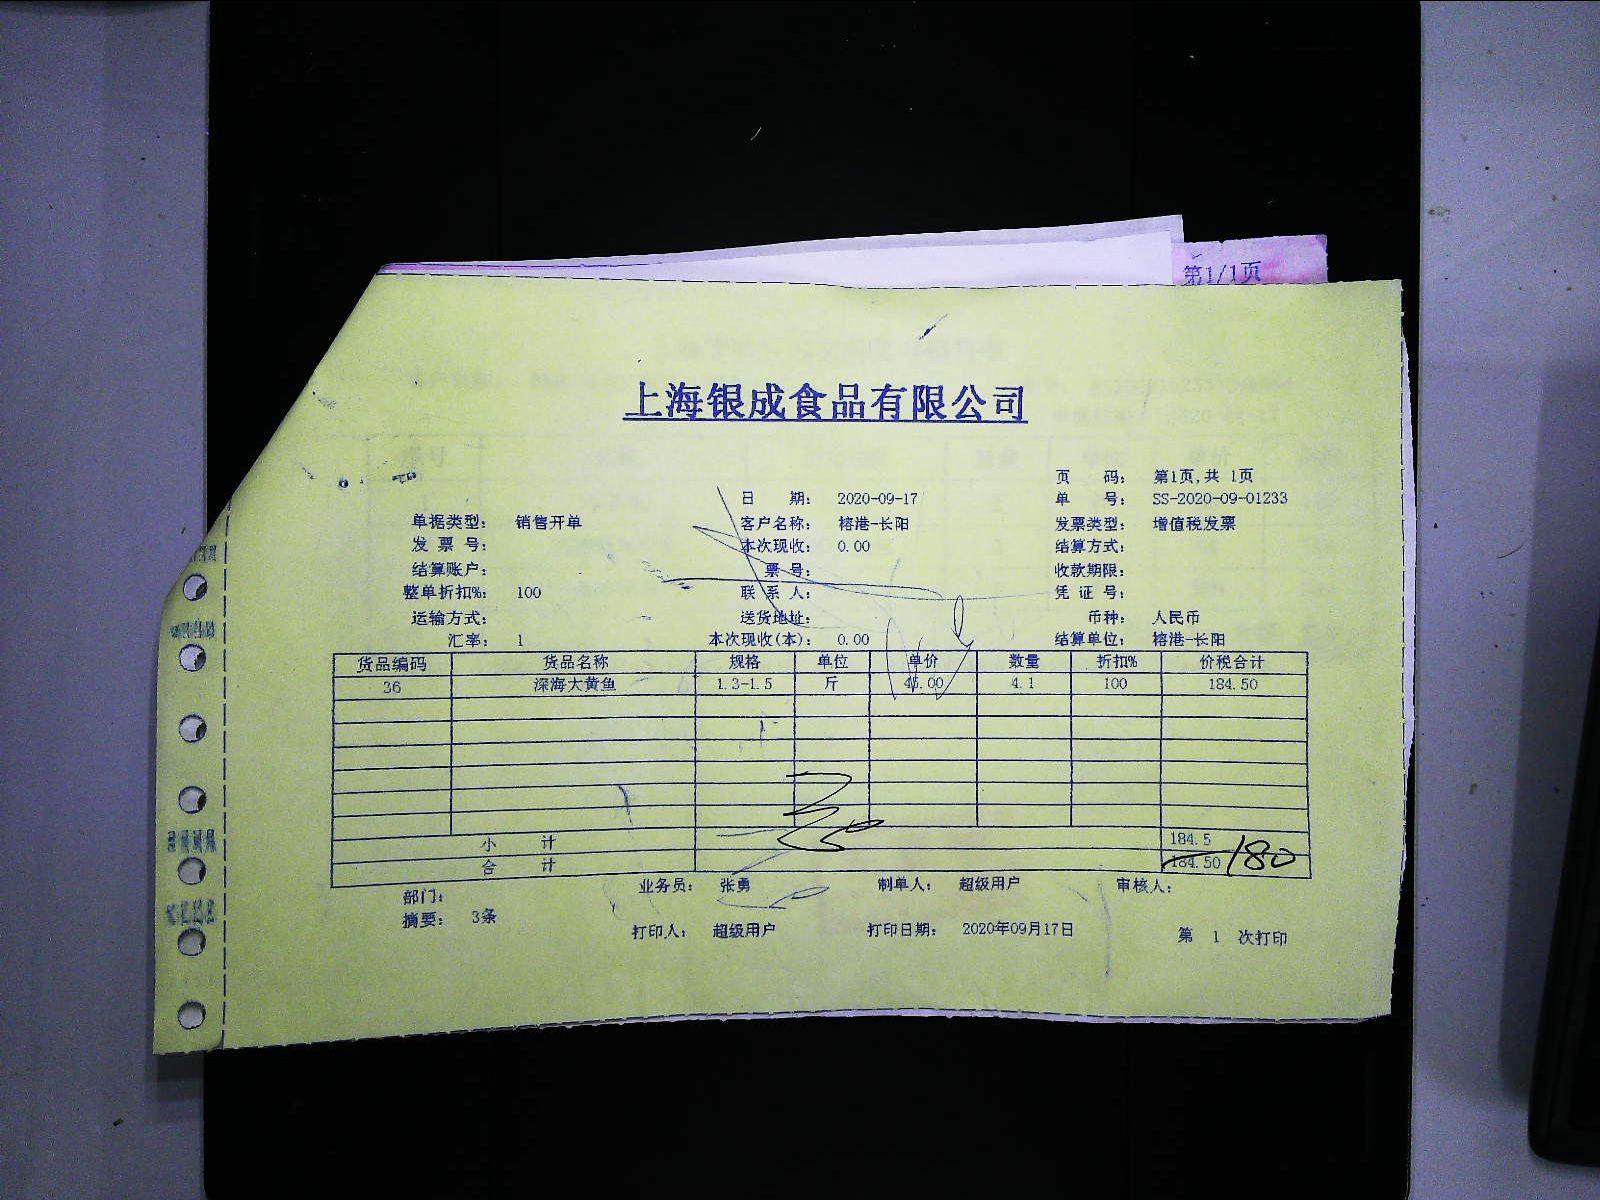 第1/1页
上海银成食品有限公司
页 码： 第1页,共 1页
日 期： 2020-09-17 单 号： SS-2020-09-01233
单据类型： 销售开单 客户名称： 榕港-长阳 发票类型： 增值税发票
发 票 号： 本次现收： 0.00 结算方式：
结算账户： 票 号： 收款期限：
整单折扣%： 100 联 系 人： 凭 证 号：
运输方式： 送货地址： 币种： 人民币
汇率： 1 本次现收(本)： 0.00 结算单位： 榕港-长阳
货品编码 货品名称 规格 单位 单价 数量 折扣% 价税合计
36 深海大黄鱼 1.3-1.5 斤 45.00 4.1 100 184.50
小 计 184.5
合 计 184.50 180
部门： 业务员： 张勇 制单人： 超级用户 审核人：
摘要： 3条
打印人： 超级用户 打印日期： 2020年09月17日 第 1 次打印